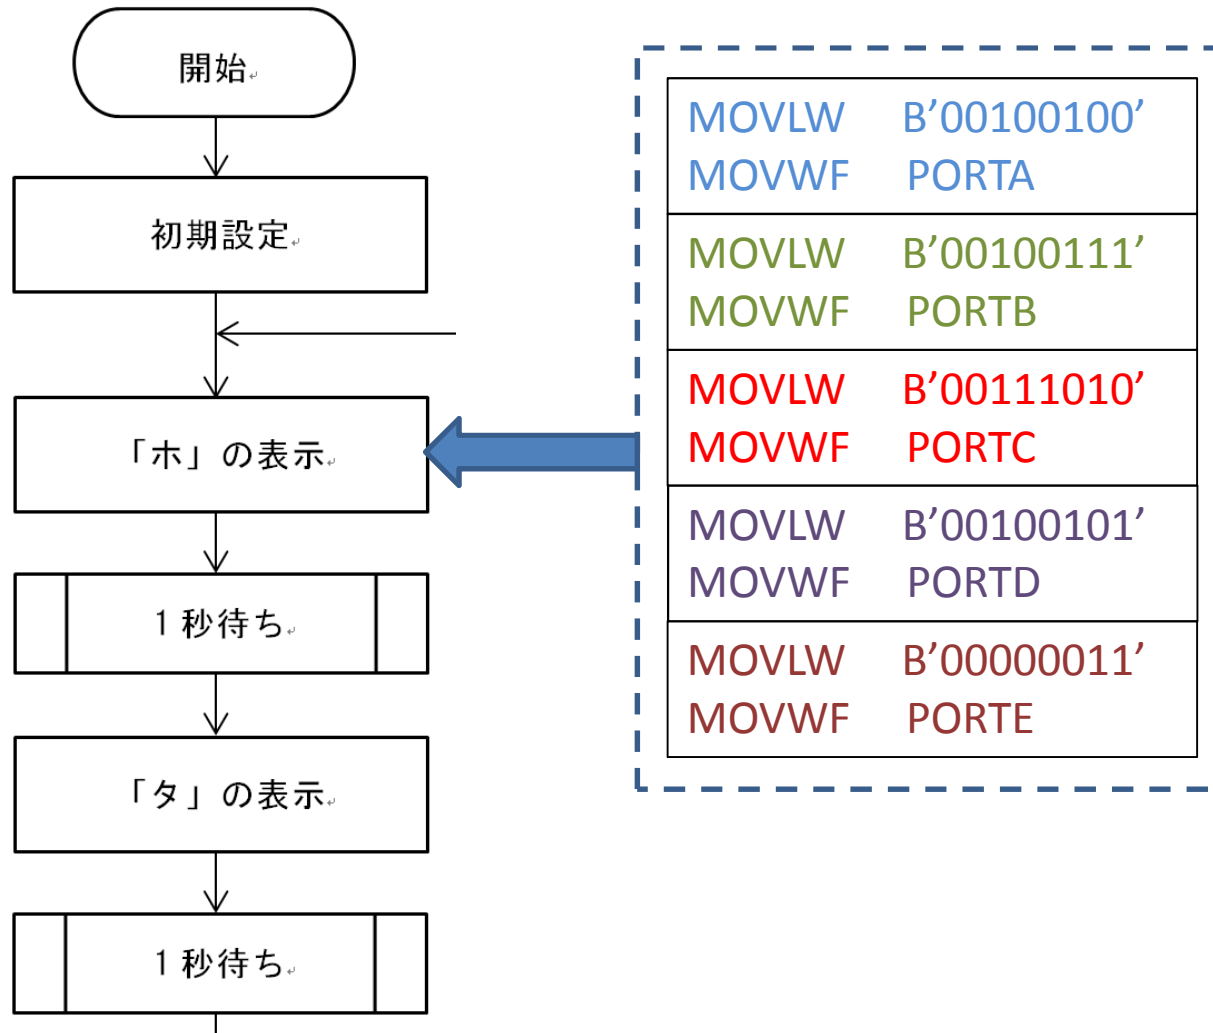 開始
初期設定
「ホ」の表示
１秒待ち
「タ」の表示
１秒待ち
MOVLW B’00100100’
MOVWF PORTA
MOVLW B’00100111’
MOVWF PORTB
MOVLW B’00111010’
MOVWF PORTC
MOVLW B’00100101’
MOVWF PORTD
MOVLW B’00000011’
MOVWF PORTE